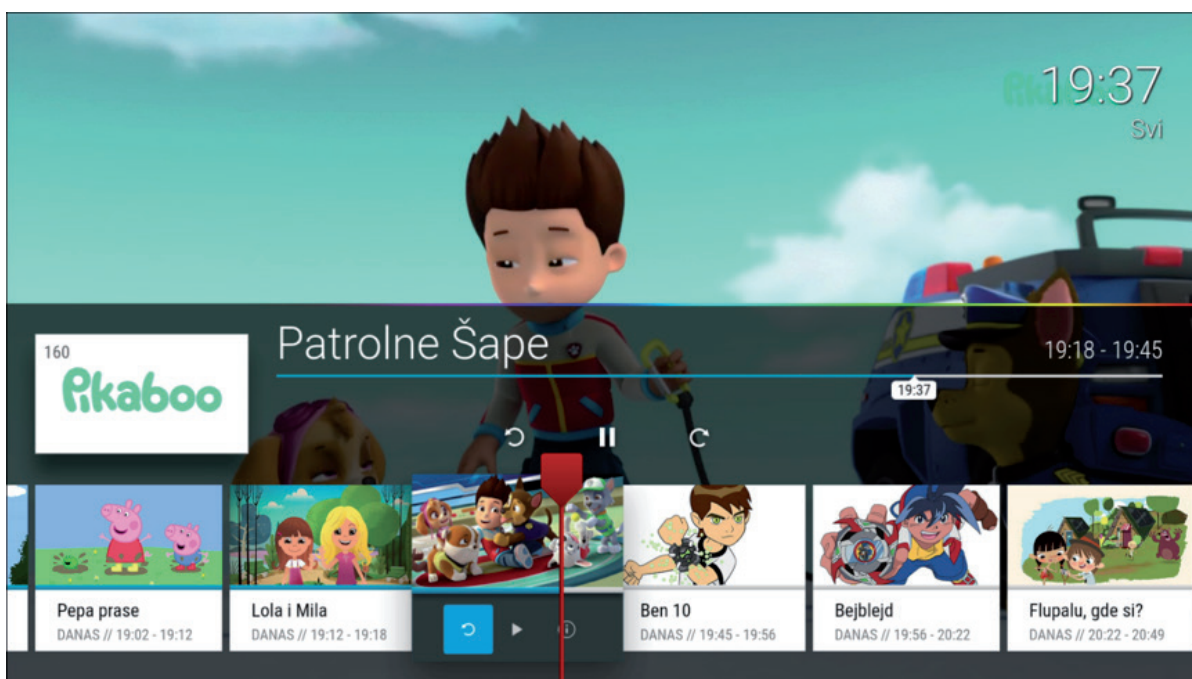 19:37
Svi
160
Pikaboo
Patrolne Šape
19:18 - 19:45
19:37
Pepa prase
DANAS // 19:02 - 19:12
Lola i Mila
DANAS // 19:12 - 19:18
Ben 10
DANAS // 19:45 - 19:56
Bejblejd
DANAS // 19:56 - 20:22
Flupalu, gde si?
DANAS // 20:22 - 20:49